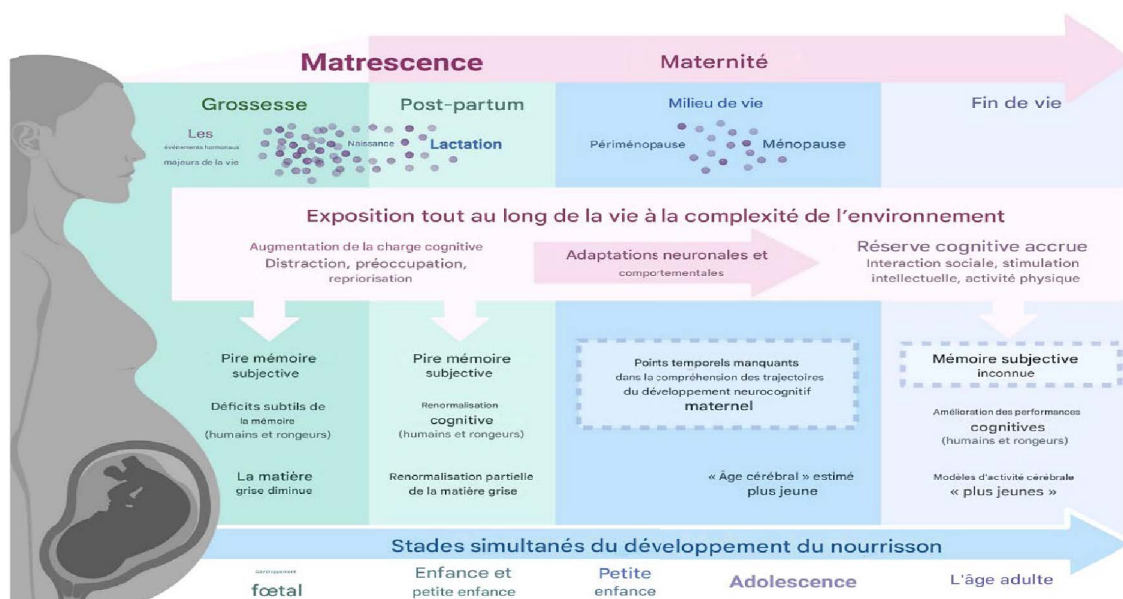 Matrescence
Maternité
Grossesse
Post-partum
Milieu de vie
Fin de vie
Les
événements hormonaux
majeurs de la vie
Naissance
Lactation
Périménopause
Ménopause
Exposition tout au long de la vie à la complexité de l'environnement
Augmentation de la charge cognitive
Distraction, préoccupation,
repriorisation
Adaptations neuronales et
comportementales
Réserve cognitive accrue
Interaction sociale, stimulation
intellectuelle, activité physique
Pire mémoire
subjective
Déficits subtils de
la mémoire
(humains et rongeurs)
La matière
grise diminue
Pire mémoire
subjective
Renormalisation
cognitive
(humains et rongeurs)
Renormalisation partielle
de la matière grise
Points temporels manquants
dans la compréhension des trajectoires
du développement neurocognitif
maternel
« Âge cérébral » estimé
plus jeune
Mémoire subjective
inconnue
Amélioration des performances
cognitives
(humains et rongeurs)
Modèles d'activité cérébrale
« plus jeunes »
Stades simultanés du développement du nourrisson
fœtal
Enfance et
petite enfance
Petite
enfance
Adolescence
L'âge adulte